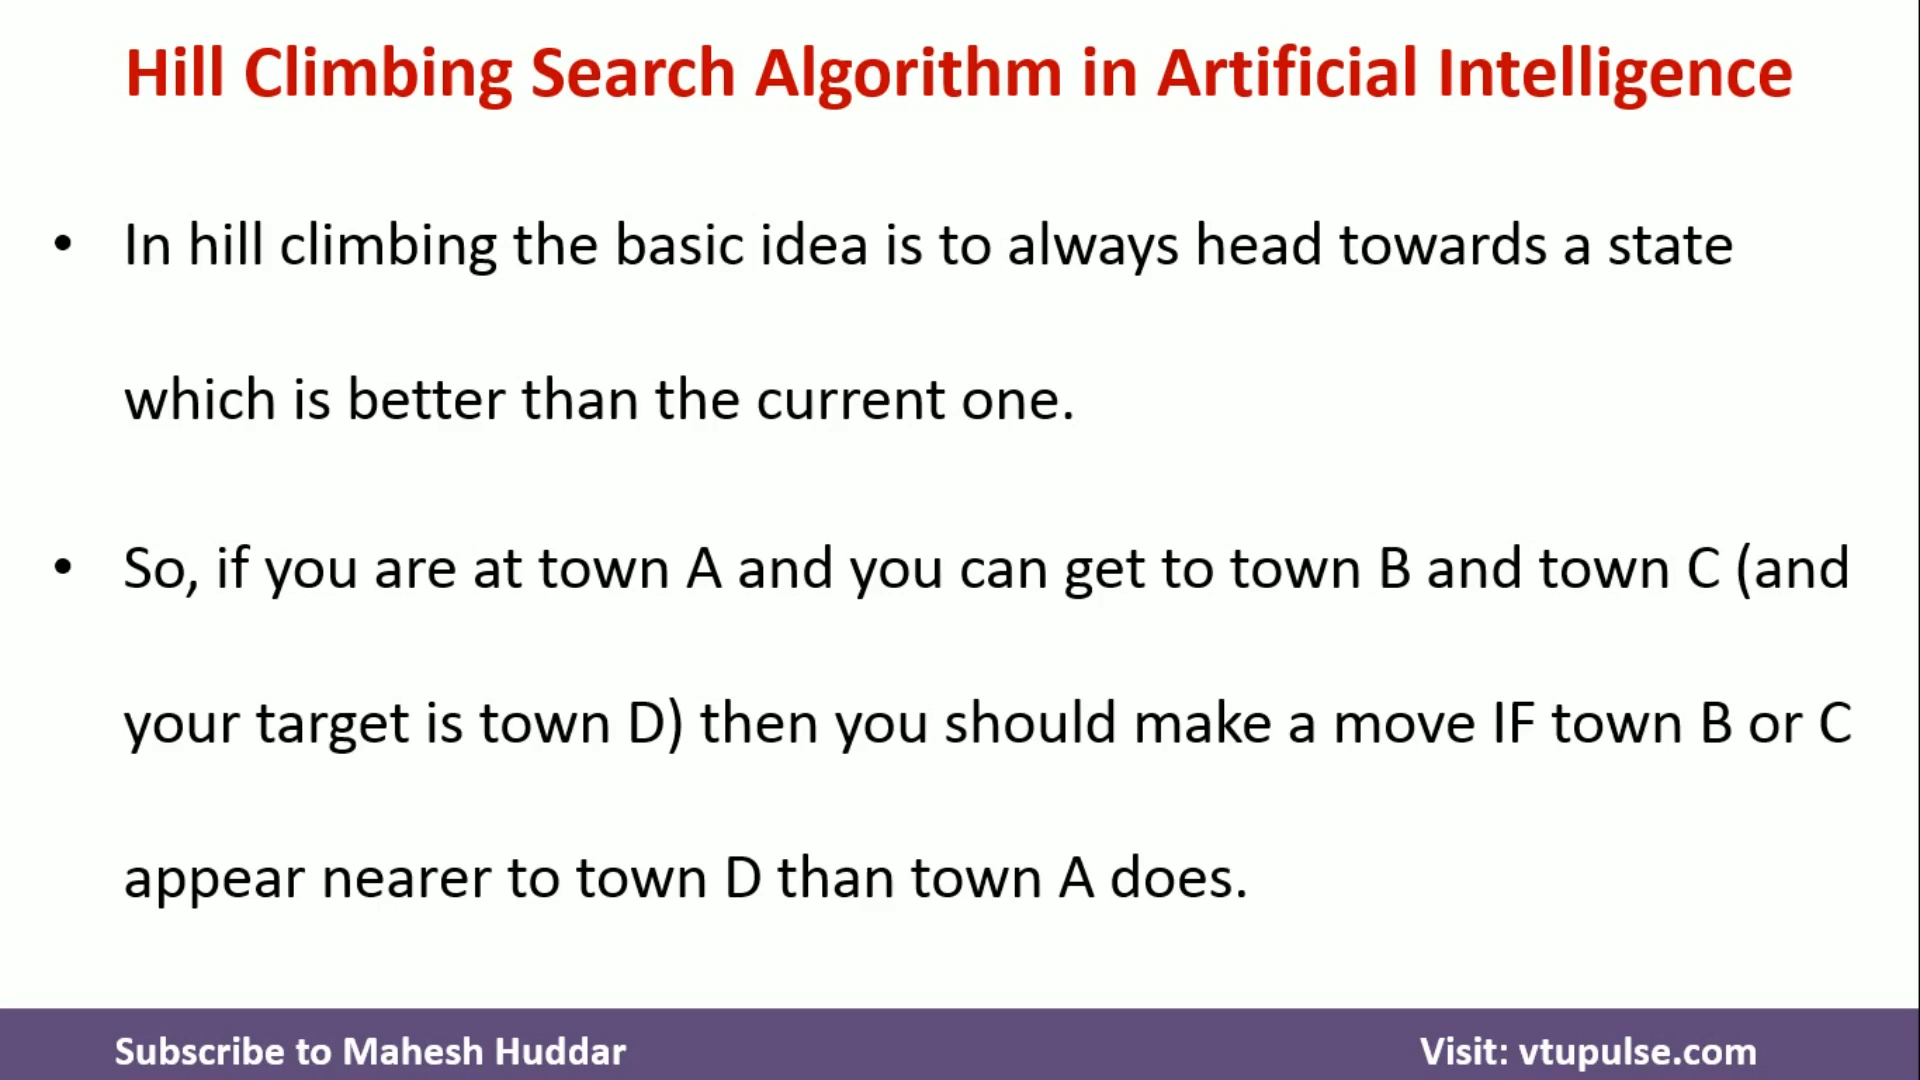 Hill Climbing Search Algorithm in Artificial Intelligence
• In hill climbing the basic idea is to always head towards a state
which is better than the current one.
• So, if you are at town A and you can get to town B and town C (and
your target is town D) then you should make a move IF town B or C
appear nearer to town D than town A does.
Subscribe to Mahesh Huddar
Visit: vtupulse.com